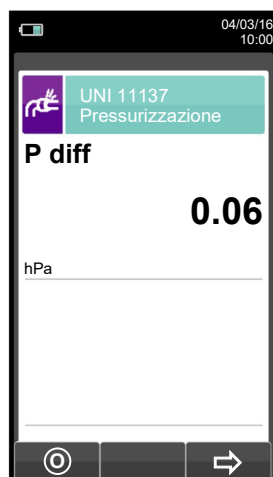 04/03/16
10:00
UNI 11137
Pressurizzazione
P diff
0.06
hPa